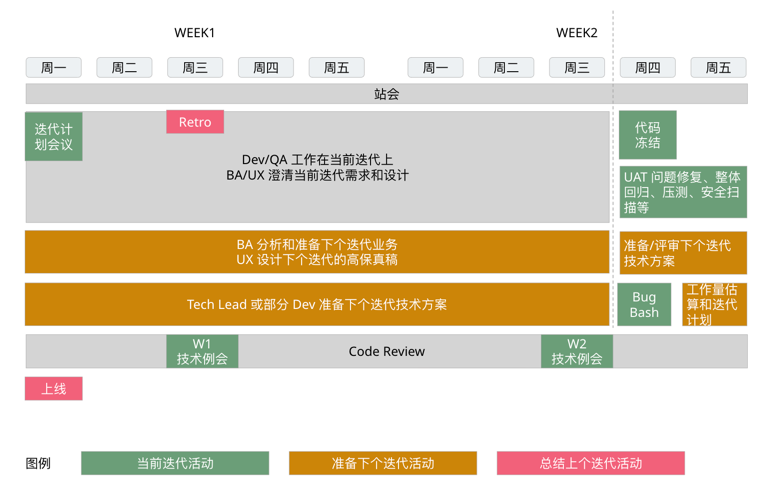 WEEK1
WEEK2
周一
周二
周三
周四
周五
周一
周二
周三
周四
周五
站会
迭代计
划会议
Retro
Dev/QA 工作在当前迭代上
BA/UX 澄清当前迭代需求和设计
代码
冻结
UAT 问题修复、整体
回归、压测、安全扫
描等
BA 分析和准备下个迭代业务
UX 设计下个迭代的高保真稿
准备/评审下个迭代
技术方案
Tech Lead 或部分 Dev 准备下个迭代技术方案
Bug
Bash
工作量估
算和迭代
计划
W1
技术例会
Code Review
W2
技术例会
上线
图例
当前迭代活动
准备下个迭代活动
总结上个迭代活动